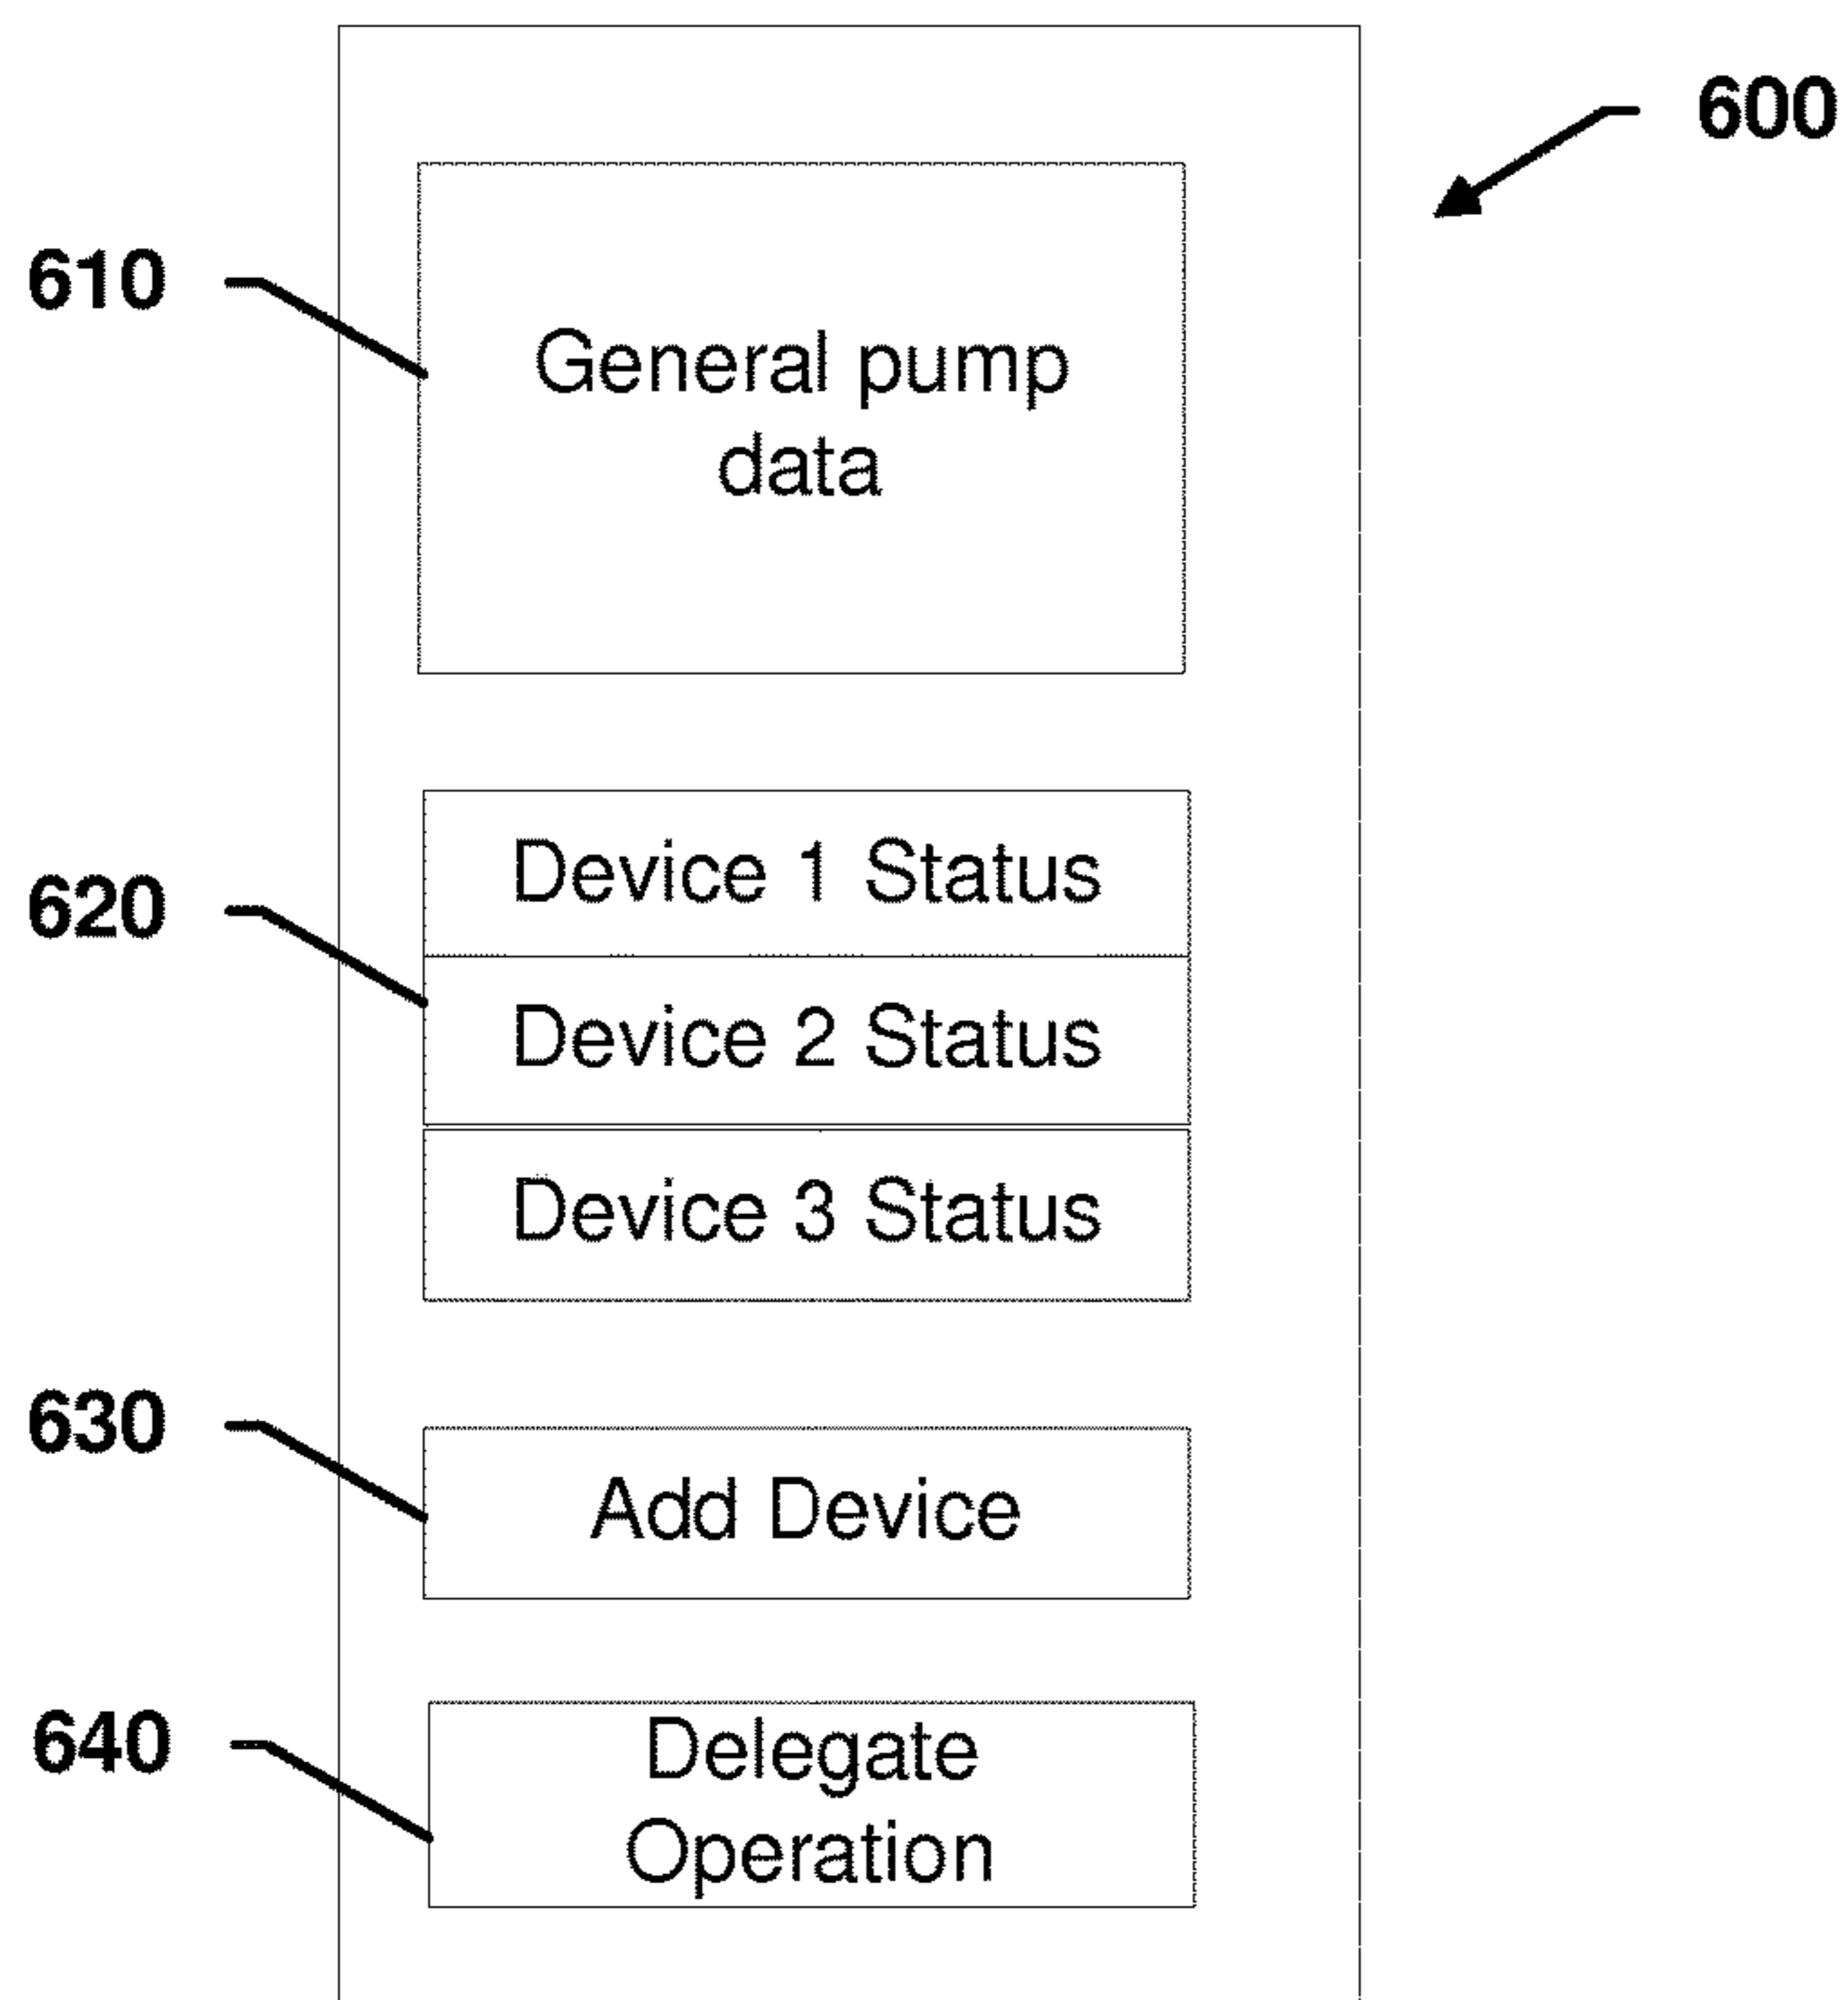 600
610
General pump
data
Device 1 Status
620
Device 2 Status
Device 3 Status
630
Add Device
640
Delegate
Operation